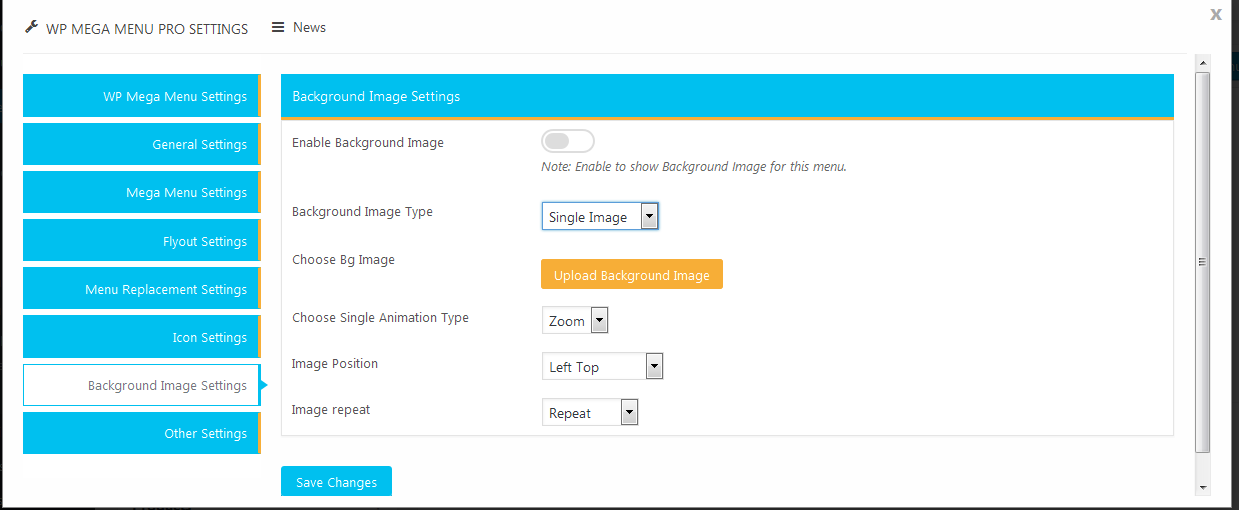 WP MEGA MENU PRO SETTINGS News
X
WP Mega Menu Settings
General Settings
Mega Menu Settings
Flyout Settings
Menu Replacement Settings
Icon Settings
Background Image Settings
Other Settings
Background Image Settings
Enable Background Image
Note: Enable to show Background Image for this menu.
Background Image Type Single Image
Choose Bg Image Upload Background Image
Choose Single Animation Type Zoom
Image Position Left Top
Image repeat Repeat
Save Changes